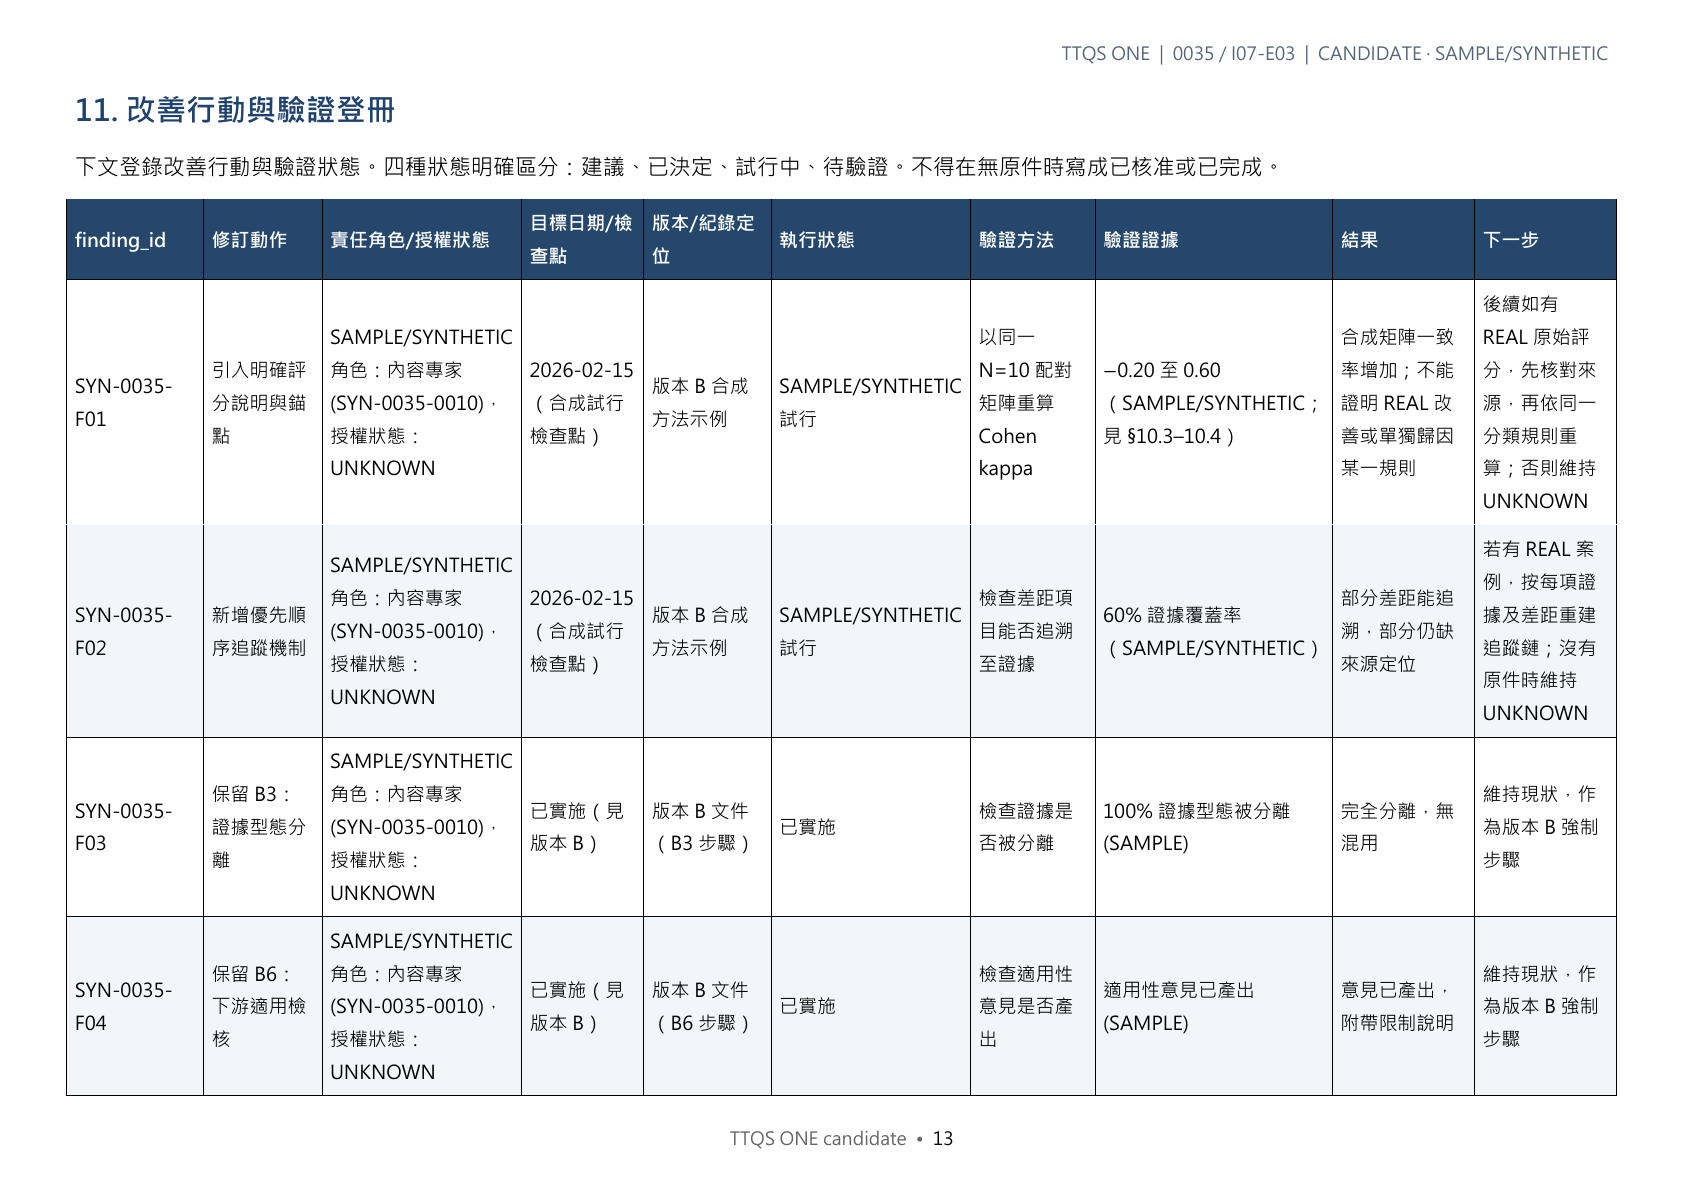 TTQS ONE | 0035 / I07-E03 | CANDIDATE · SAMPLE/SYNTHETIC
11. 改善行動與驗證登冊
下文登錄改善行動與驗證狀態。四種狀態明確區分：建議、已決定、試行中、待驗證。不得在無原件時寫成已核准或已完成。
finding_id
修訂動作
責任角色/授權狀態
目標日期/檢
查點
版本/紀錄定
位
執行狀態
驗證方法
驗證證據
結果
下一步
SYN-0035-
F01
引入明確評
分說明與錨
點
SAMPLE/SYNTHETIC
角色：內容專家
(SYN-0035-0010)，
授權狀態：
UNKNOWN
2026-02-15
（合成試行
檢查點）
版本 B 合成
方法示例
SAMPLE/SYNTHETIC
試行
以同一
N=10 配對
矩陣重算
Cohen
kappa
−0.20 至 0.60
（SAMPLE/SYNTHETIC；
見 §10.3–10.4）
合成矩陣一致
率增加；不能
證明 REAL 改
善或單獨歸因
某一規則
後續如有
REAL 原始評
分，先核對來
源，再依同一
分類規則重
算；否則維持
UNKNOWN
SYN-0035-
F02
新增優先順
序追蹤機制
SAMPLE/SYNTHETIC
角色：內容專家
(SYN-0035-0010)，
授權狀態：
UNKNOWN
2026-02-15
（合成試行
檢查點）
版本 B 合成
方法示例
SAMPLE/SYNTHETIC
試行
檢查差距項
目能否追溯
至證據
60% 證據覆蓋率
（SAMPLE/SYNTHETIC）
部分差距能追
溯，部分仍缺
來源定位
若有 REAL 案
例，按每項證
據及差距重建
追蹤鏈；沒有
原件時維持
UNKNOWN
SYN-0035-
F03
保留 B3：
證據型態分
離
SAMPLE/SYNTHETIC
角色：內容專家
(SYN-0035-0010)，
授權狀態：
UNKNOWN
已實施（見
版本 B）
版本 B 文件
（B3 步驟）
已實施
檢查證據是
否被分離
100% 證據型態被分離
(SAMPLE)
完全分離，無
混用
維持現狀，作
為版本 B 強制
步驟
SYN-0035-
F04
保留 B6：
下游適用檢
核
SAMPLE/SYNTHETIC
角色：內容專家
(SYN-0035-0010)，
授權狀態：
UNKNOWN
已實施（見
版本 B）
版本 B 文件
（B6 步驟）
已實施
檢查適用性
意見是否產
出
適用性意見已產出
(SAMPLE)
意見已產出，
附帶限制說明
維持現狀，作
為版本 B 強制
步驟
TTQS ONE candidate • 13